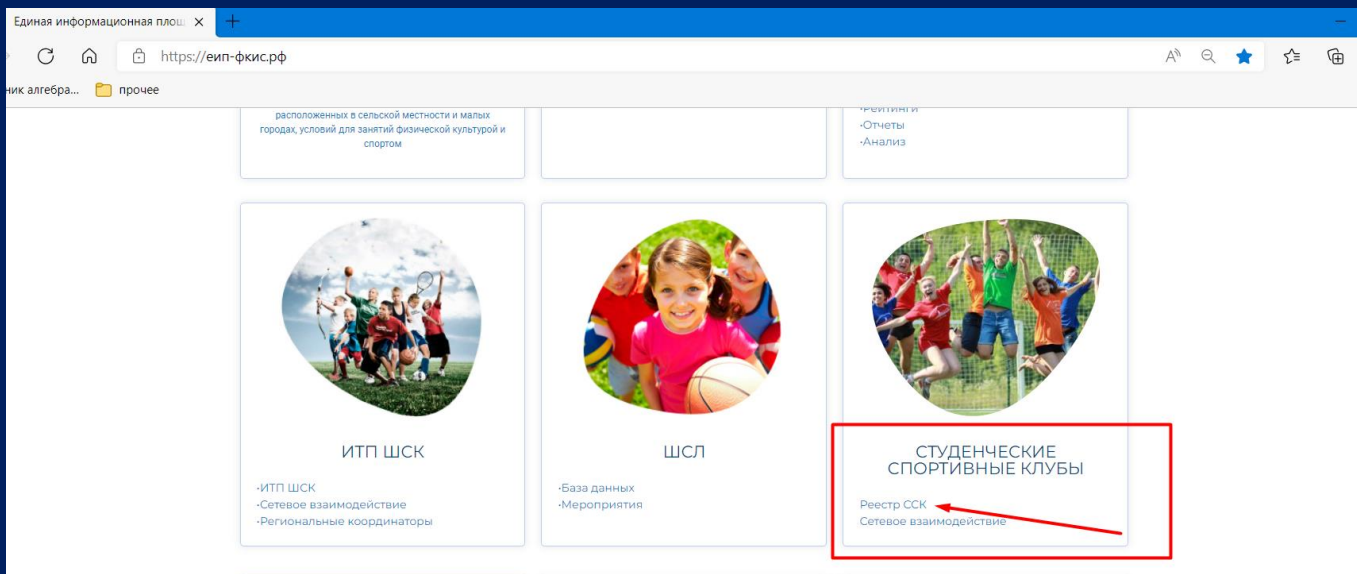 Единая информационная площ
https://еип-фкис.рф
ник алгебра...
прочее
расположенных в сельской местности и малых
городах, условий для занятий физической культурой и
спортом
•Рейтинги
•Отчеты
•Анализ
ИТП ШСК
•ИТП ШСК
•Сетевое взаимодействие
•Региональные координаторы
ШСЛ
•База данных
•Мероприятия
СТУДЕНЧЕСКИЕ
СПОРТИВНЫЕ КЛУБЫ
Реестр ССК
Сетевое взаимодействие